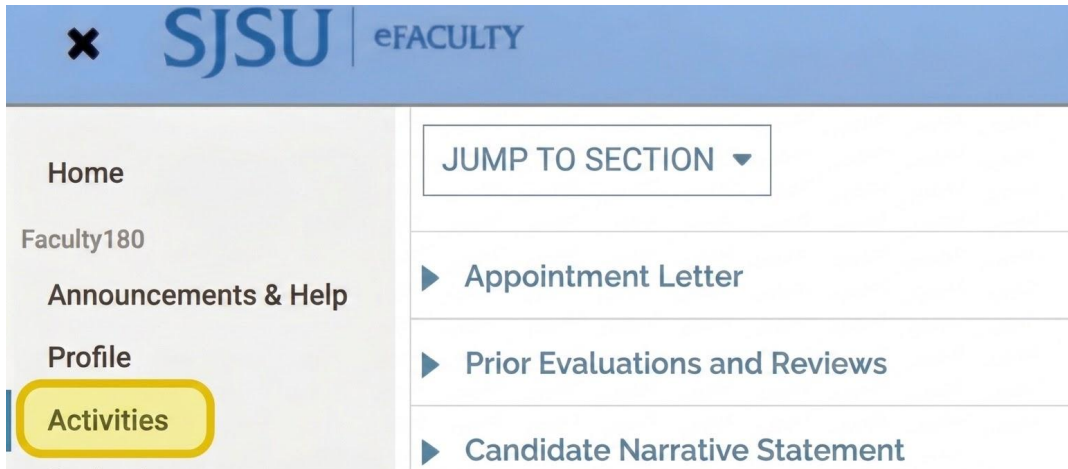 SJSU eFACULTY
JUMP TO SECTION
Home
Faculty180
Announcements & Help
Profile
Activities
Appointment Letter
Prior Evaluations and Reviews
Candidate Narrative Statement